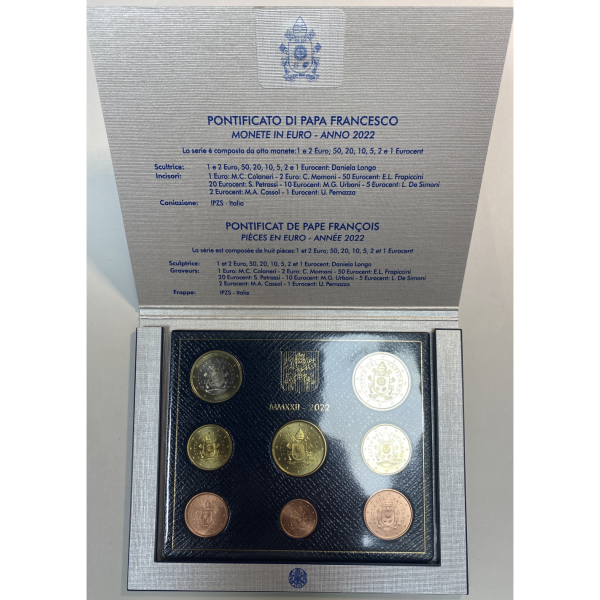 PONTIFICATO DI PAPA FRANCESCO
MONETE IN EURO - ANNO 2022
La serie è composta da otto monete: 1 e 2 Euro; 50, 20, 10, 5, 2 e 1 Eurocent
Scultrice: 1 e 2 Euro, 50, 20, 10, 5, 2 e 1 Eurocent: Daniela Longo
Incisori: 1 Euro: M.C. Colaneri - 2 Euro: C. Momoni - 50 Eurocent: E.L. Frapiccini
20 Eurocent: S. Petrassi - 10 Eurocent: M.G. Urbani - 5 Eurocent: L. De Simoni
2 Eurocent: M.A. Cassol - 1 Eurocent: U. Pernazza
Coniazione: IPZS - Italia
PONTIFICAT DE PAPE FRANÇOIS
PIÈCES EN EURO - ANNÉE 2022
La série est composée de huit pièces: 1 et 2 Euro; 50, 20, 10, 5, 2 et 1 Eurocent
Sculptrice: 1 et 2 Euro, 50, 20, 10, 5, 2 et 1 Eurocent: Daniela Longo
Graveurs: 1 Euro: M.C. Colaneri - 2 Euro: C. Momoni - 50 Eurocent: E.L. Frapiccini
20 Eurocent: S. Petrassi - 10 Eurocent: M.G. Urbani - 5 Eurocent: L. De Simoni
2 Eurocent: M.A. Cassol - 1 Eurocent: U. Pernazza
Frappe: IPZS - Italie
MMXXII - 2022